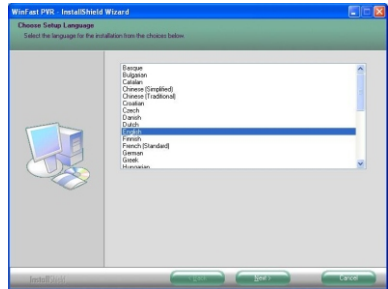 WinFast PVR - InstallShield Wizard
Choose Setup Language
Select the language for the installation from the choices below.
Basque
Bulgarian
Catalan
Chinese (Simplified)
Chinese (Traditional)
Croatian
Czech
Danish
Dutch
English
Finnish
French (Standard)
German
Greek
Hungarian
InstallShield
Next >
Cancel